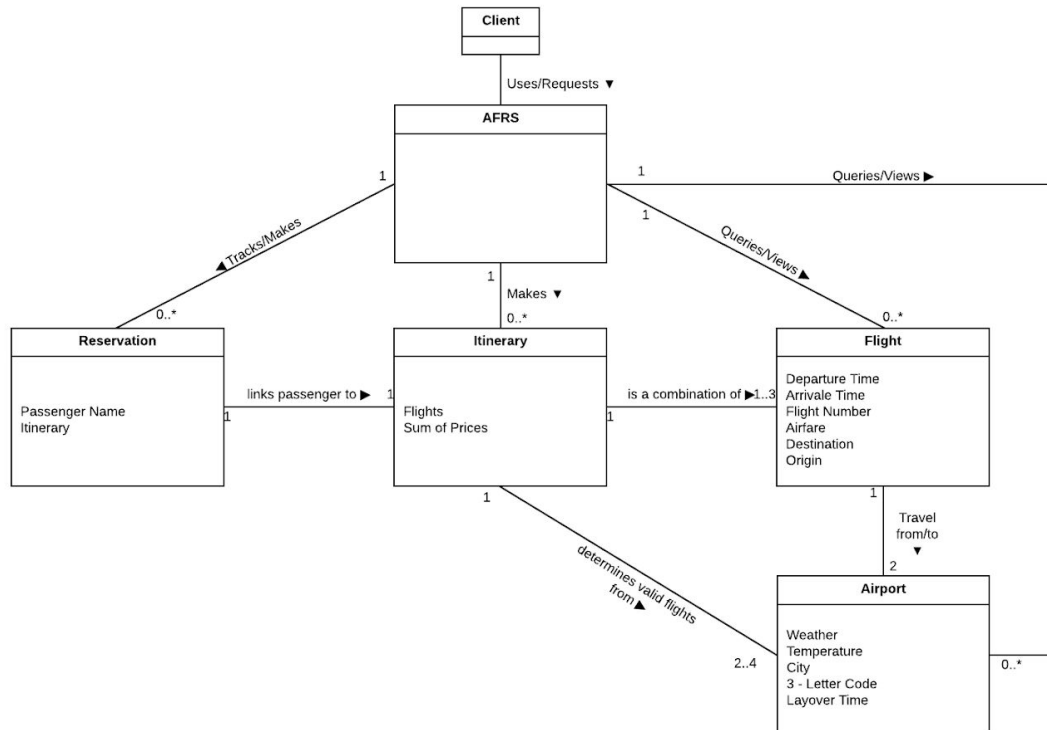 Client
Uses/Requests ▼
AFRS
1
1
Queries/Views ▶
1
◀ Tracks/Makes
Queries/Views ▶
1
Makes ▼
0..*
0..*
0..*
Reservation
Itinerary
Flight
Passenger Name
Itinerary
1
links passenger to ▶
1
Flights
Sum of Prices
1
is a combination of ▶
1..3
Departure Time
Arrivale Time
Flight Number
Airfare
Destination
Origin
1
1
Travel
from/to
▼
2
determines valid flights
from ▶
2..4
Airport
Weather
Temperature
City
3 - Letter Code
Layover Time
0..*